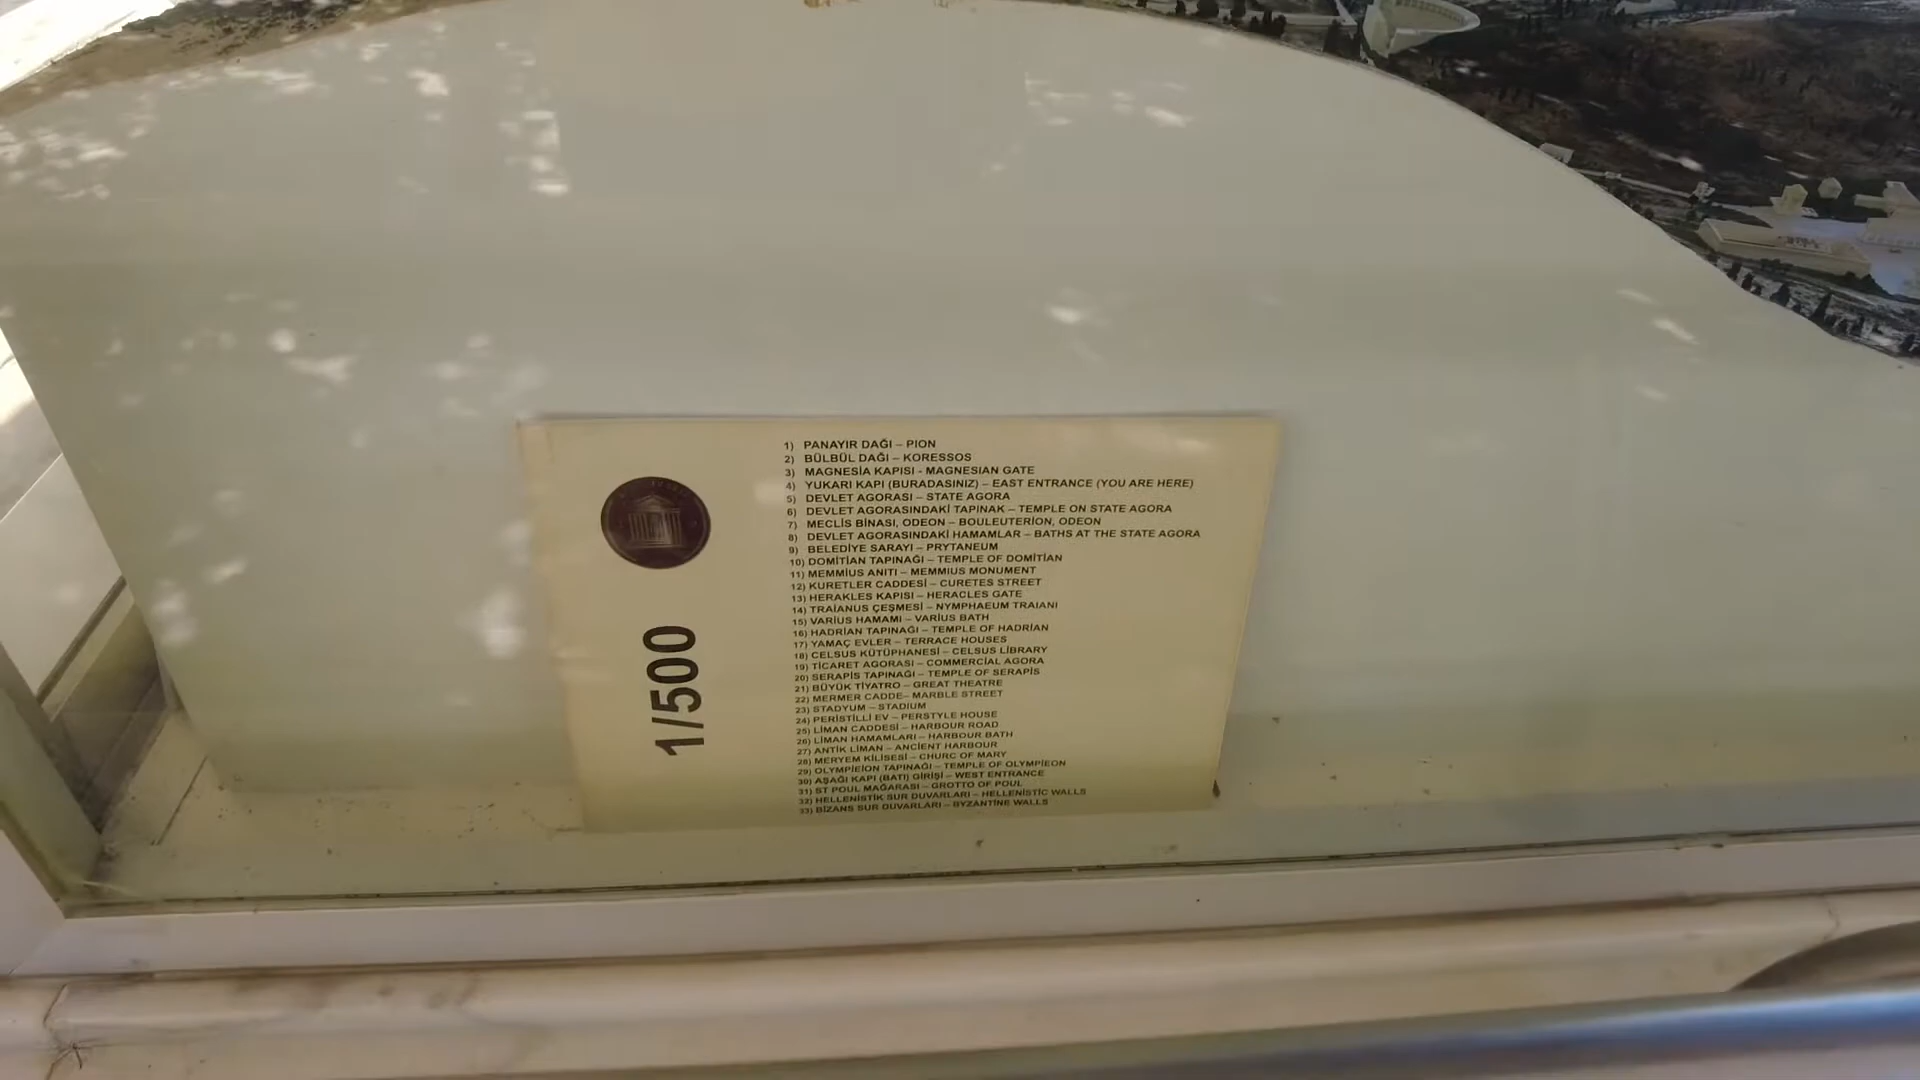 1) PANAYIR DAĞI – PION
2) BÜLBÜL DAĞI – KORESSOS
3) MAGNESİA KAPISI - MAGNESIAN GATE
4) YUKARI KAPI (BURADASINIZ) – EAST ENTRANCE (YOU ARE HERE)
5) DEVLET AGORASI – STATE AGORA
6) DEVLET AGORASINDAKİ TAPINAK – TEMPLE ON STATE AGORA
7) MECLİS BİNASI, ODEON – BOULEUTERİON, ODEON
8) DEVLET AGORASINDAKİ HAMAMLAR – BATHS AT THE STATE AGORA
9) BELEDİYE SARAYI – PRYTANEUM
10) DOMİTİAN TAPINAĞI – TEMPLE OF DOMİTİAN
11) MEMMİUS ANITI – MEMMIUS MONUMENT
12) KURETLER CADDESİ – CURETES STREET
13) HERAKLES KAPISI – HERACLES GATE
14) TRAİANUS ÇEŞMESİ – NYMPHAEUM TRAIANI
15) VARİUS HAMAMI – VARİUS BATH
16) HADRİAN TAPINAĞI – TEMPLE OF HADRİAN
17) YAMAÇ EVLER – TERRACE HOUSES
18) CELSUS KÜTÜPHANESİ – CELSUS LİBRARY
19) TİCARET AGORASI – COMMERCİAL AGORA
20) SERAPİS TAPINAĞI – TEMPLE OF SERAPİS
21) BÜYÜK TİYATRO – GREAT THEATRE
22) MERMER CADDE– MARBLE STREET
23) STADYUM – STADIUM
24) PERİSTİLLİ EV – PERSTYLE HOUSE
25) LİMAN CADDESİ – HARBOUR ROAD
26) LİMAN HAMAMLARI – HARBOUR BATH
27) ANTİK LİMAN – ANCIENT HARBOUR
28) MERYEM KİLİSESİ – CHURC OF MARY
29) OLYMPİEION TAPINAĞI – TEMPLE OF OLYMPİEON
30) AŞAĞI KAPI (BATI) GİRİŞİ – WEST ENTRANCE
31) ST POUL MAĞARASI – GROTTO OF POUL
32) HELLENİSTİK SUR DUVARLARI – HELLENİSTİC WALLS
33) BİZANS SUR DUVARLARI – BYZANTİNE WALLS
1/500